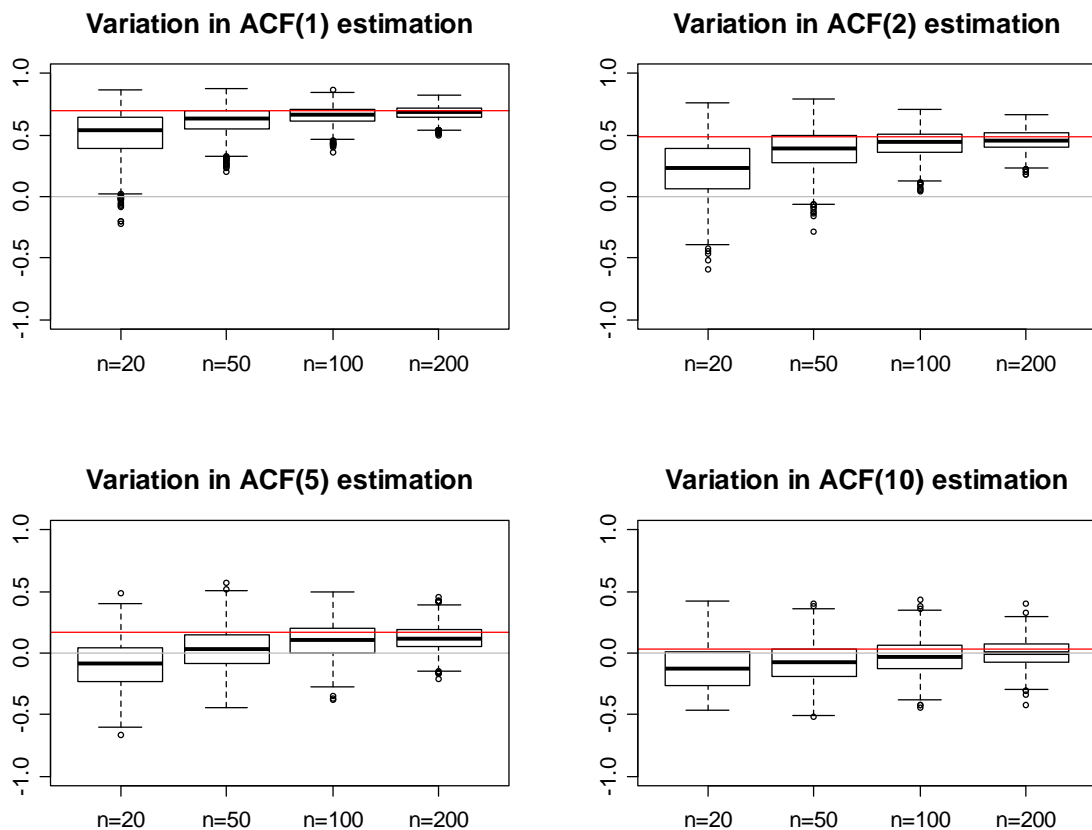 Variation in ACF(1) estimation
1.0
0.5
0.0
-0.5
-1.0
n=20 n=50 n=100 n=200
Variation in ACF(2) estimation
1.0
0.5
0.0
-0.5
-1.0
n=20 n=50 n=100 n=200
Variation in ACF(5) estimation
1.0
0.5
0.0
-0.5
-1.0
n=20 n=50 n=100 n=200
Variation in ACF(10) estimation
1.0
0.5
0.0
-0.5
-1.0
n=20 n=50 n=100 n=200